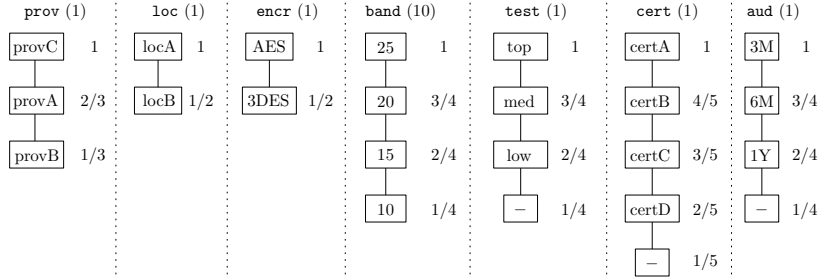 prov (1) loc (1) encr (1) band (10) test (1) cert (1) aud (1)
provC 1 locA 1 AES 1 25 1 top 1 certA 1 3M 1
provA 2/3 locB 1/2 3DES 1/2 20 3/4 med 3/4 certB 4/5 6M 3/4
provB 1/3 15 2/4 low 2/4 certC 3/5 1Y 2/4
10 1/4 − 1/4 certD 2/5 − 1/4
− 1/5